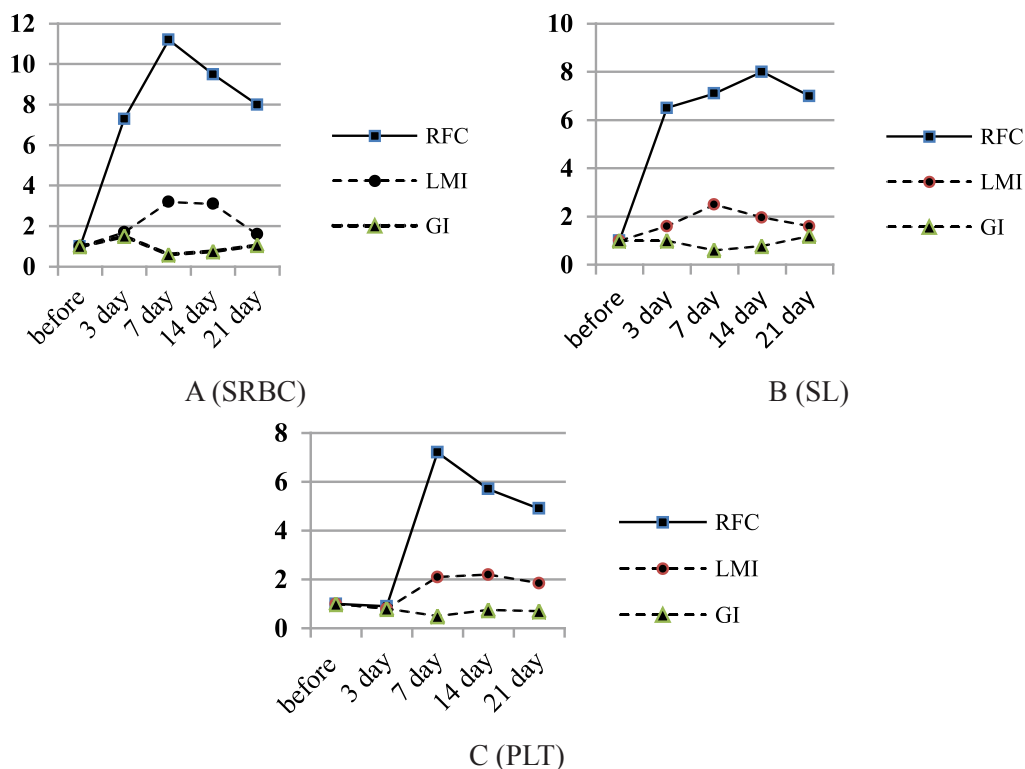 12
10
8
6
4
2
0
before
3 day
7 day
14 day
21 day
RFC
LMI
GI
A (SRBC)
10
8
6
4
2
0
before
3 day
7 day
14 day
21 day
RFC
LMI
GI
B (SL)
8
6
4
2
0
before
3 day
7 day
14 day
21 day
RFC
LMI
GI
C (PLT)